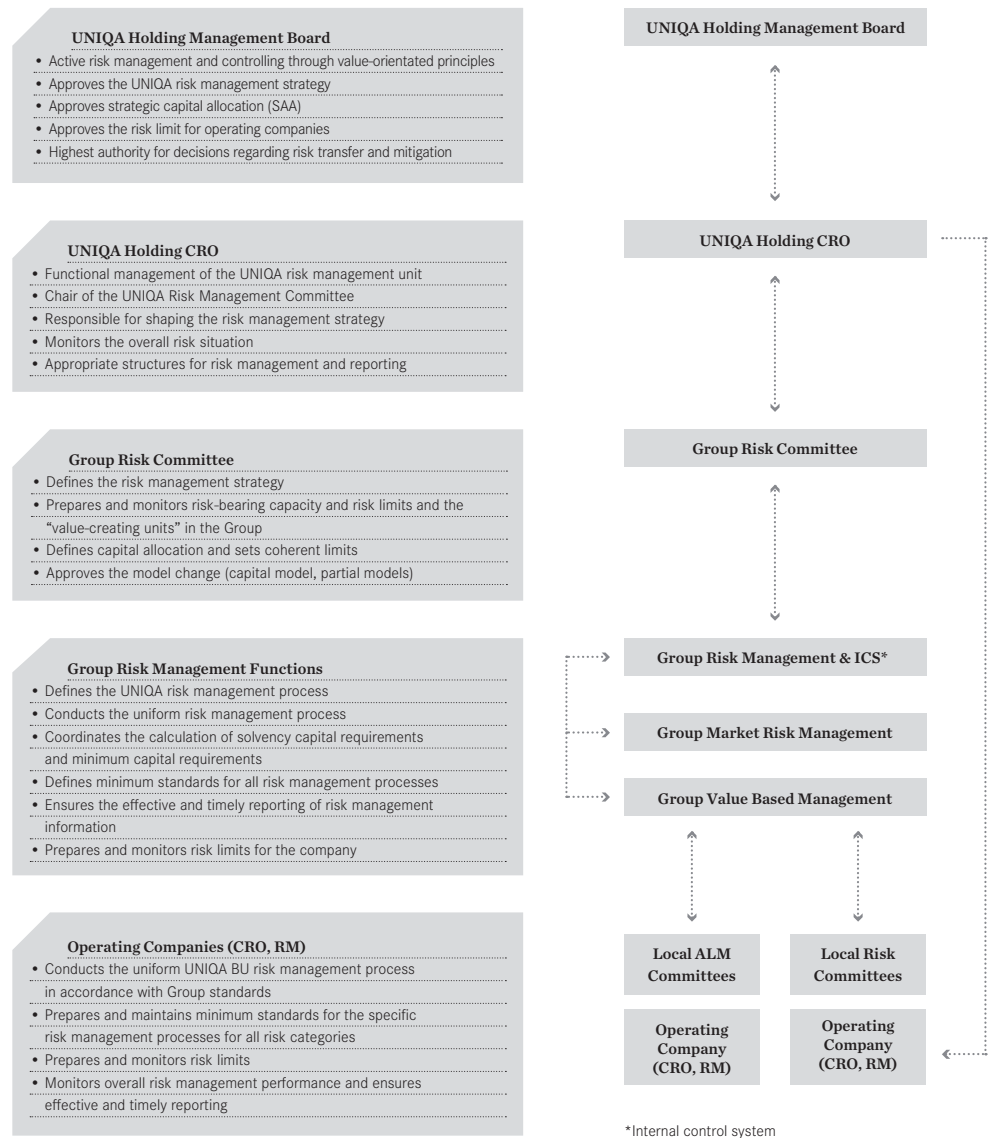 UNIQA Holding Management Board
• Active risk management and controlling through value-orientated principles
• Approves the UNIQA risk management strategy
• Approves strategic capital allocation (SAA)
• Approves the risk limit for operating companies
• Highest authority for decisions regarding risk transfer and mitigation
UNIQA Holding CRO
• Functional management of the UNIQA risk management unit
• Chair of the UNIQA Risk Management Committee
• Responsible for shaping the risk management strategy
• Monitors the overall risk situation
• Appropriate structures for risk management and reporting
Group Risk Committee
• Defines the risk management strategy
• Prepares and monitors risk-bearing capacity and risk limits and the
“value-creating units” in the Group
• Defines capital allocation and sets coherent limits
• Approves the model change (capital model, partial models)
Group Risk Management Functions
• Defines the UNIQA risk management process
• Conducts the uniform risk management process
• Coordinates the calculation of solvency capital requirements
and minimum capital requirements
• Defines minimum standards for all risk management processes
• Ensures the effective and timely reporting of risk management
information
• Prepares and monitors risk limits for the company
Operating Companies (CRO, RM)
• Conducts the uniform UNIQA BU risk management process
in accordance with Group standards
• Prepares and maintains minimum standards for the specific
risk management processes for all risk categories
• Prepares and monitors risk limits
• Monitors overall risk management performance and ensures
effective and timely reporting
UNIQA Holding Management Board
UNIQA Holding CRO
Group Risk Committee
Group Risk Management & ICS*
Group Market Risk Management
Group Value Based Management
Local ALM
Committees
Local Risk
Committees
Operating
Company
(CRO, RM)
Operating
Company
(CRO, RM)
*Internal control system